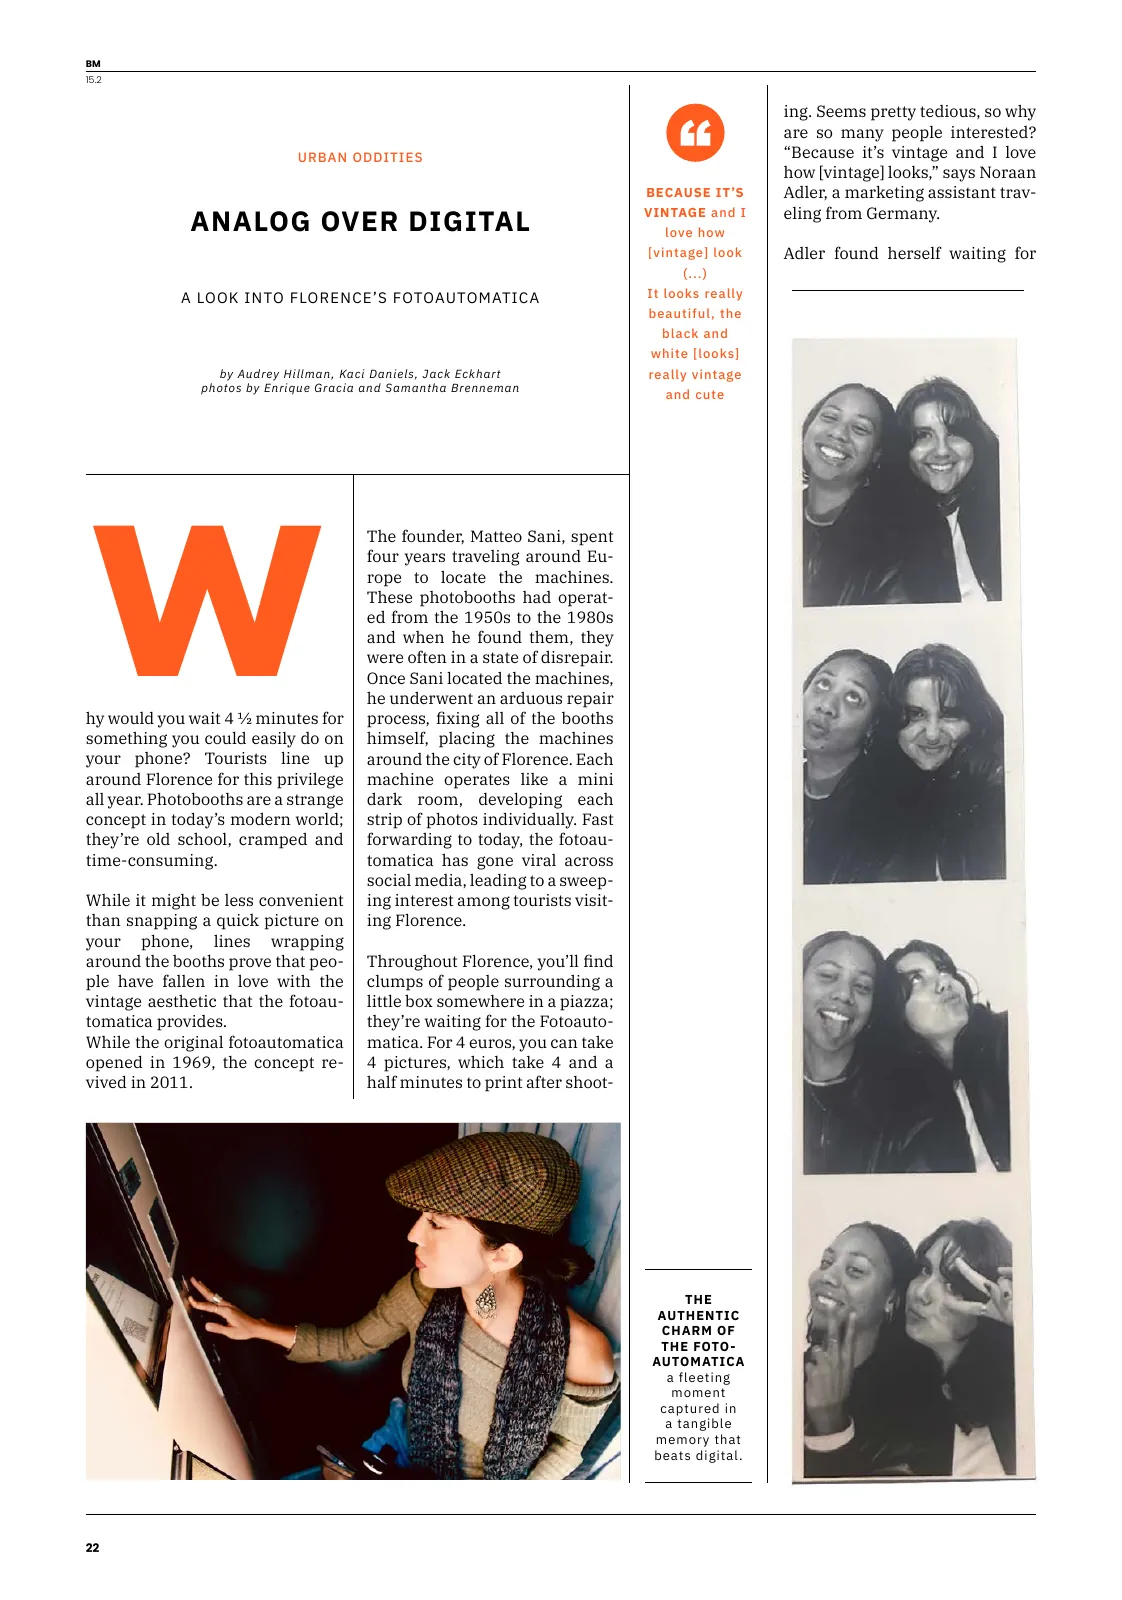 BM
15.2
URBAN ODDITIES
ANALOG OVER DIGITAL
A LOOK INTO FLORENCE’S FOTOAUTOMATICA
by Audrey Hillman, Kaci Daniels, Jack Eckhart
photos by Enrique Gracia and Samantha Brenneman
W
hy would you wait 4 ½ minutes for
something you could easily do on
your phone? Tourists line up
around Florence for this privilege
all year. Photobooths are a strange
concept in today’s modern world;
they’re old school, cramped and
time-consuming.
While it might be less convenient
than snapping a quick picture on
your phone, lines wrapping
around the booths prove that peo-
ple have fallen in love with the
vintage aesthetic that the fotoau-
tomatica provides.
While the original fotoautomatica
opened in 1969, the concept re-
vived in 2011.
The founder, Matteo Sani, spent
four years traveling around Eu-
rope to locate the machines.
These photobooths had operat-
ed from the 1950s to the 1980s
and when he found them, they
were often in a state of disrepair.
Once Sani located the machines,
he underwent an arduous repair
process, fixing all of the booths
himself, placing the machines
around the city of Florence. Each
machine operates like a mini
dark room, developing each
strip of photos individually. Fast
forwarding to today, the fotoau-
tomatica has gone viral across
social media, leading to a sweep-
ing interest among tourists visit-
ing Florence.
Throughout Florence, you’ll find
clumps of people surrounding a
little box somewhere in a piazza;
they’re waiting for the Fotoauto-
matica. For 4 euros, you can take
4 pictures, which take 4 and a
half minutes to print after shoot-
“
BECAUSE IT’S
VINTAGE and I
love how
[vintage] look
(...)
It looks really
beautiful, the
black and
white [looks]
really vintage
and cute
THE
AUTHENTIC
CHARM OF
THE FOTO-
AUTOMATICA
a fleeting
moment
captured in
a tangible
memory that
beats digital.
ing. Seems pretty tedious, so why
are so many people interested?
“Because it’s vintage and I love
how [vintage] looks,” says Noraan
Adler, a marketing assistant trav-
eling from Germany.
Adler found herself waiting for
22